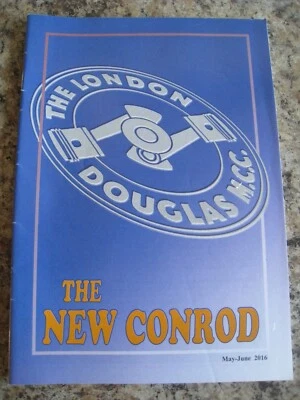 THE LONDON
DOUGLAS M.C.C.
THE
NEW CONROD
May-June 2016